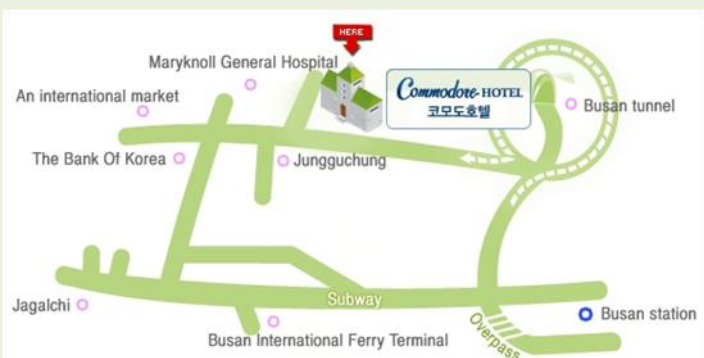 HERE
Maryknoll General Hospital
Commodore HOTEL
코모도호텔
An international market
Busan tunnel
The Bank Of Korea
Jungguchung
Subway
Jagalchi
Busan station
Overpass
Busan International Ferry Terminal